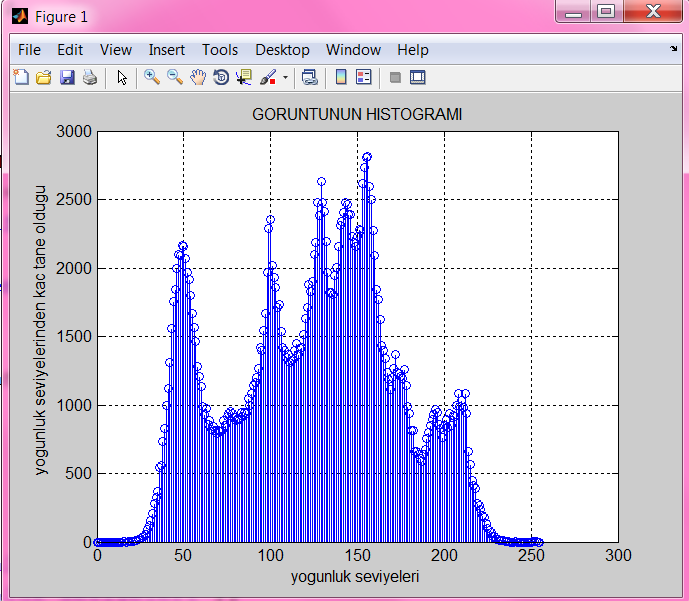 Figure 1
File Edit View Insert Tools Desktop Window Help
GORUNTUNUN HISTOGRAMI
3000
2500
2000
1500
1000
500
0
yogunluk seviyelerinden kac tane oldugu
0 50 100 150 200 250 300
yogunluk seviyeleri